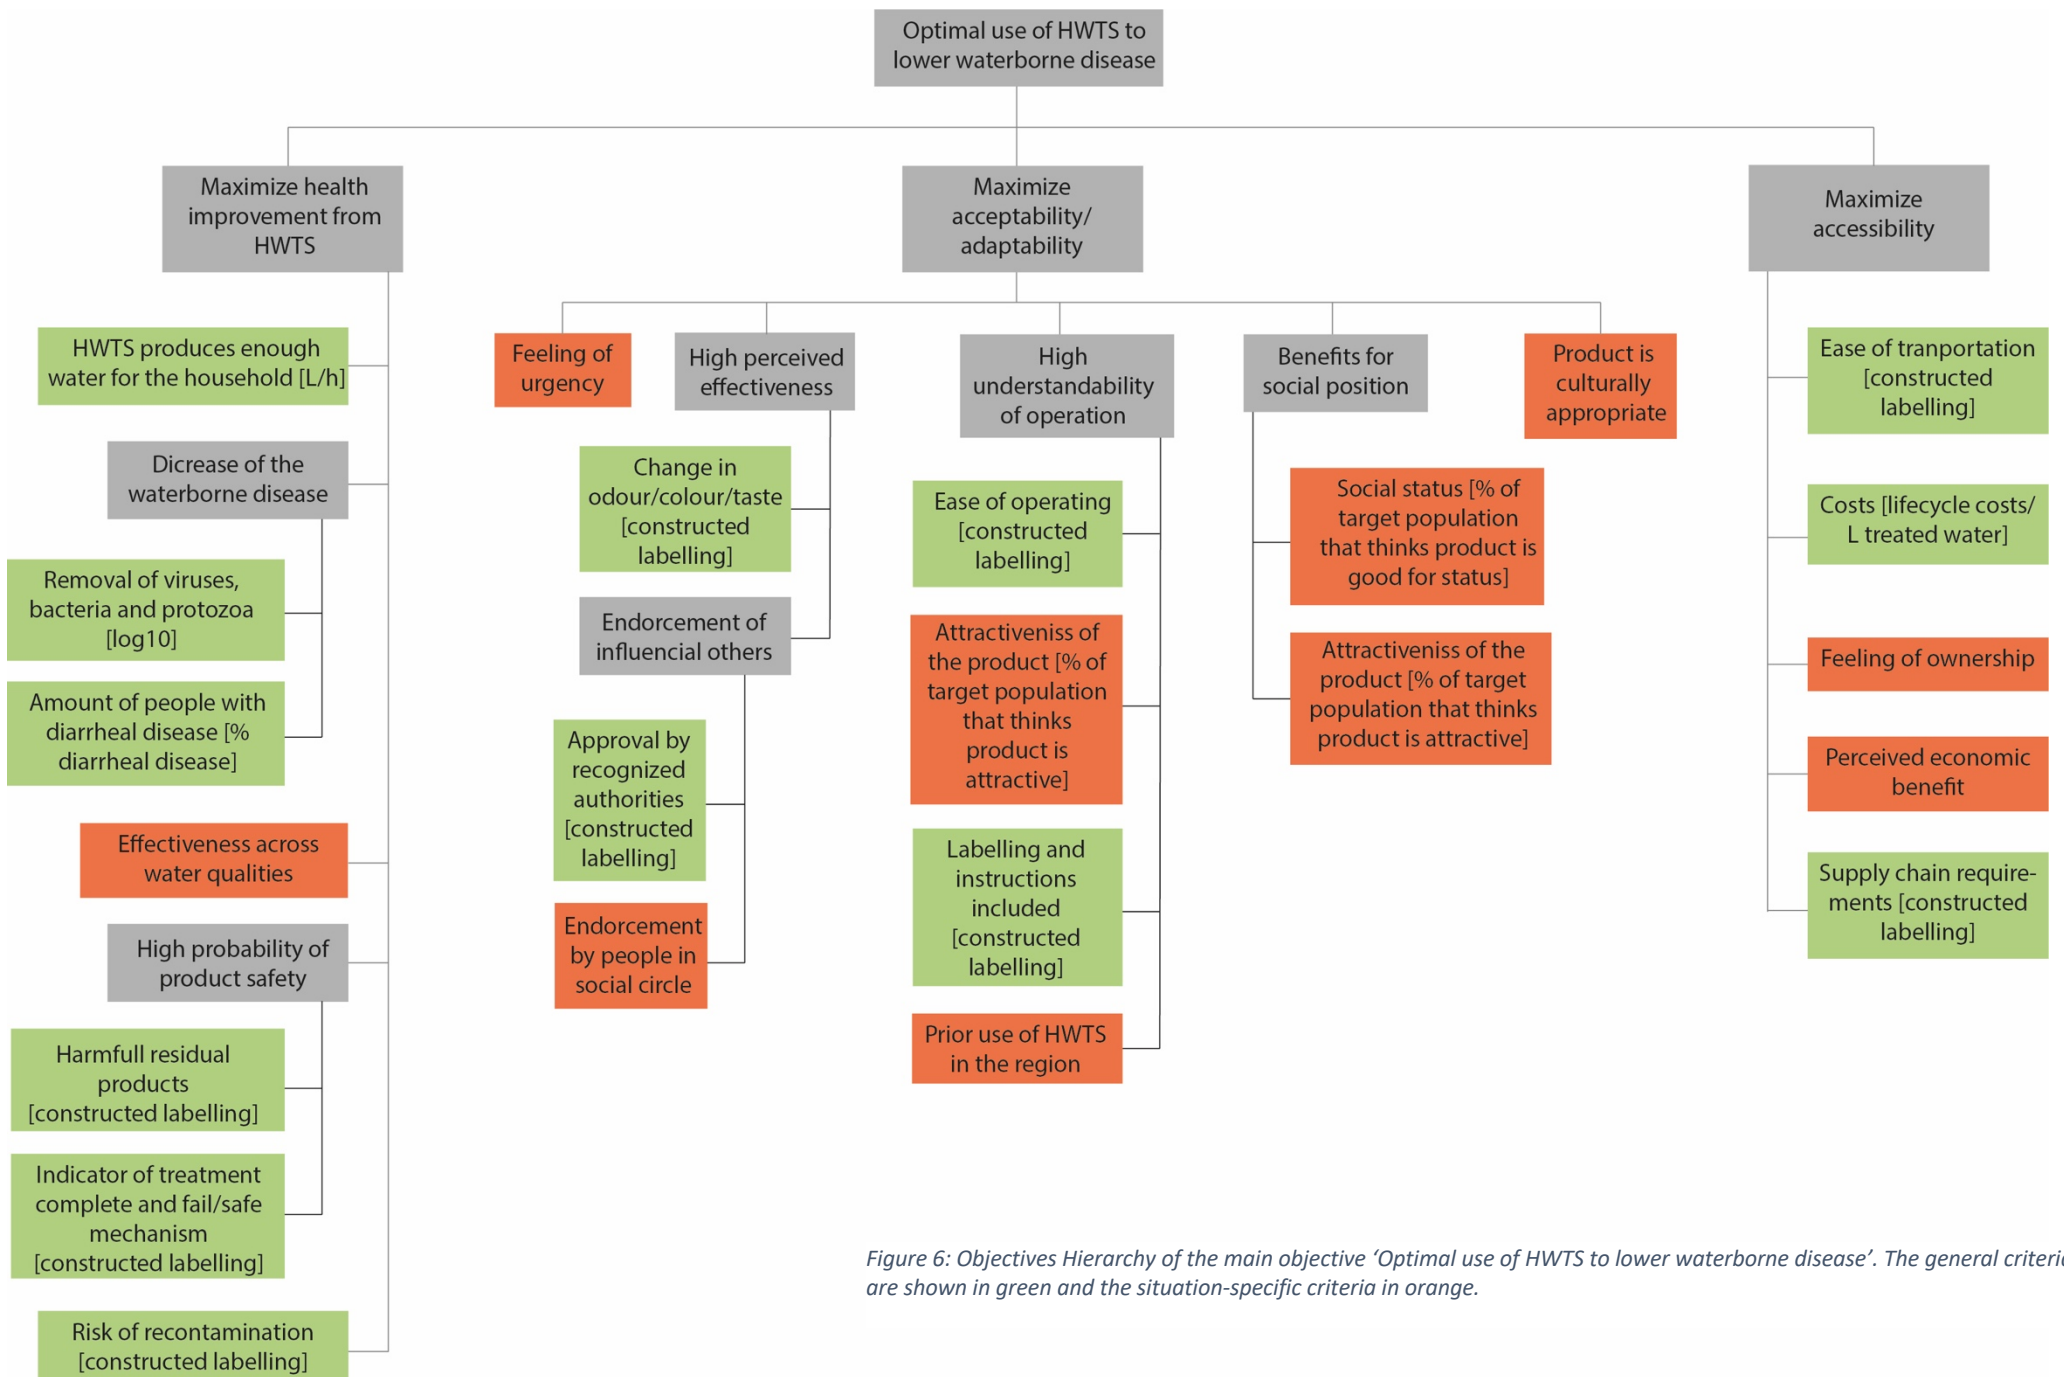 Optimal use of HWTS to
lower waterborne disease
Maximize health
improvement from
HWTS
HWTS produces enough
water for the household [L/h]
Dicrease of the
waterborne disease
Removal of viruses,
bacteria and protozoa
[log10]
Amount of people with
diarrheal disease [%
diarrheal disease]
Effectiveness across
water qualities
High probability of
product safety
Harmfull residual
products
[constructed labelling]
Indicator of treatment
complete and fail/safe
mechanism
[constructed labelling]
Risk of recontamination
[constructed labelling]
Maximize
acceptability/
adaptability
Feeling of
urgency
High perceived
effectiveness
Change in
odour/colour/taste
[constructed
labelling]
Endorcement of
influencial others
Approval by
recognized
authorities
[constructed
labelling]
Endorcement
by people in
social circle
High
understandability
of operation
Ease of operating
[constructed
labelling]
Attractiveniss of
the product [% of
target population
that thinks
product is
attractive]
Labelling and
instructions
included
[constructed
labelling]
Prior use of HWTS
in the region
Benefits for
social position
Social status [% of
target population
that thinks product is
good for status]
Attractiveniss of the
product [% of target
population that thinks
product is attractive]
Product is
culturally
appropriate
Maximize
accessibility
Ease of tranportation
[constructed
labelling]
Costs [lifecycle costs/
L treated water]
Feeling of ownership
Perceived economic
benefit
Supply chain require-
ments [constructed
labelling]
Figure 6: Objectives Hierarchy of the main objective ‘Optimal use of HWTS to lower waterborne disease’. The general criteria
are shown in green and the situation-specific criteria in orange.